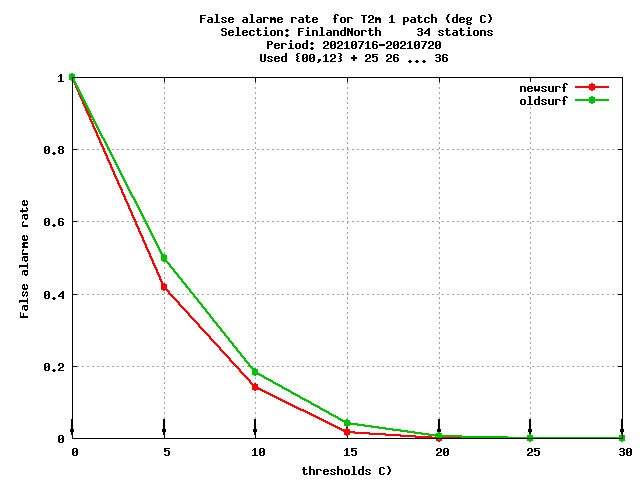 False alarme rate  for T2m 1 patch (deg C)
Selection: FinlandNorth     34 stations
Period: 20210716-20210720
Used {00,12} + 25 26 ... 36
newsurf
oldsurf
False alarme rate
1
0.8
0.6
0.4
0.2
0
0 5 10 15 20 25 30
thresholds C)